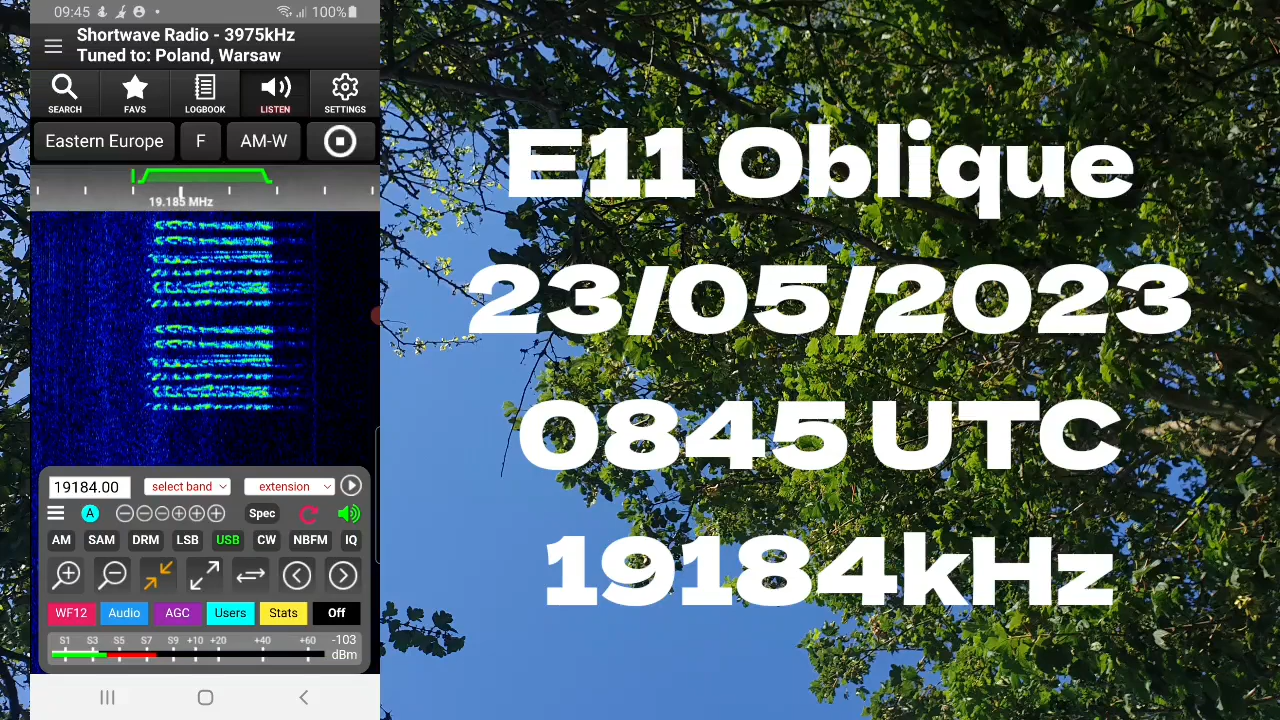 09:45
100%
Shortwave Radio - 3975kHz
Tuned to: Poland, Warsaw
SEARCH
FAVS
LOGBOOK
LISTEN
SETTINGS
Eastern Europe
F
AM-W
19.185 MHz
19184.00
select band
extension
A
Spec
AM
SAM
DRM
LSB
USB
CW
NBFM
IQ
WF12
Audio
AGC
Users
Stats
Off
S1 S3 S5 S7 S9 +10 +20 +40 +60
-103
dBm
E11 Oblique
23/05/2023
0845 UTC
19184kHz